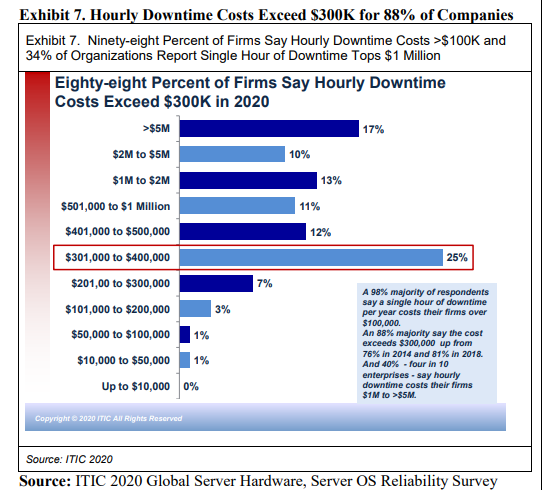 Exhibit 7. Hourly Downtime Costs Exceed $300K for 88% of Companies
Exhibit 7.  Ninety-eight Percent of Firms Say Hourly Downtime Costs >$100K and
34% of Organizations Report Single Hour of Downtime Tops $1 Million
Eighty-eight Percent of Firms Say Hourly Downtime
Costs Exceed $300K in 2020
>$5M 17%
$2M to $5M 10%
$1M to $2M 13%
$501,000 to $1 Million 11%
$401,000 to $500,000 12%
$301,000 to $400,000 25%
$201,00 to $300,000 7%
$101,000 to $200,000 3%
$50,000 to $100,000 1%
$10,000 to $50,000 1%
Up to $10,000 0%
A 98% majority of respondents
say a single hour of downtime
per year costs their firms over
$100,000.
An 88% majority say the cost
exceeds $300,000  up from
76% in 2014 and 81% in 2018.
And 40%  - four in 10
enterprises - say hourly
downtime costs their firms
$1M to >$5M.
Copyright © 2020 ITIC All Rights Reserved
Source: ITIC 2020
Source: ITIC 2020 Global Server Hardware, Server OS Reliability Survey